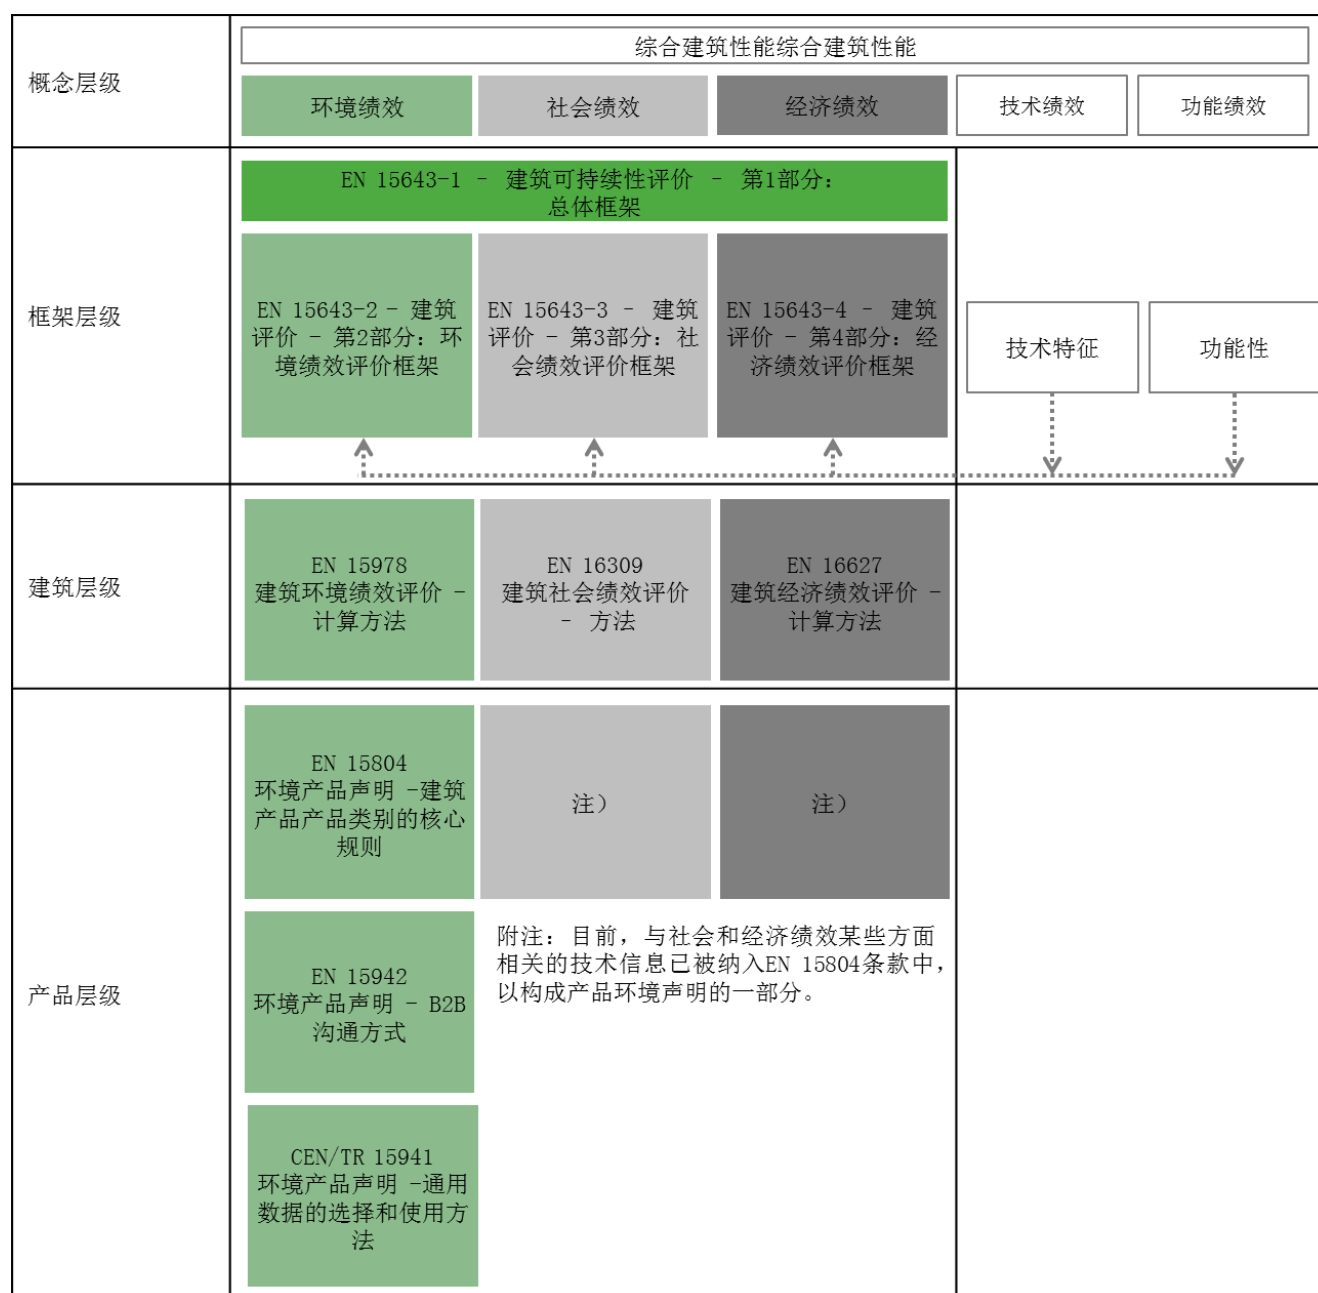 概念层级
综合建筑性能综合建筑性能
环境绩效
社会绩效
经济绩效
技术绩效
功能绩效
框架层级
EN 15643-1 - 建筑可持续性评价 - 第1部分：
总体框架
EN 15643-2 - 建筑
评价 - 第2部分：环
境绩效评价框架
EN 15643-3 - 建筑
评价 - 第3部分：社
会绩效评价框架
EN 15643-4 - 建筑
评价 - 第4部分：经
济绩效评价框架
技术特征
功能性
建筑层级
EN 15978
建筑环境绩效评价 -
计算方法
EN 16309
建筑社会绩效评价
- 方法
EN 16627
建筑经济绩效评价 -
计算方法
产品层级
EN 15804
环境产品声明 -建筑
产品产品类别的核心
规则
注）
注）
EN 15942
环境产品声明 - B2B
沟通方式
附注：目前，与社会和经济绩效某些方面
相关的技术信息已被纳入EN 15804条款中，
以构成产品环境声明的一部分。
CEN/TR 15941
环境产品声明 -通用
数据的选择和使用方
法